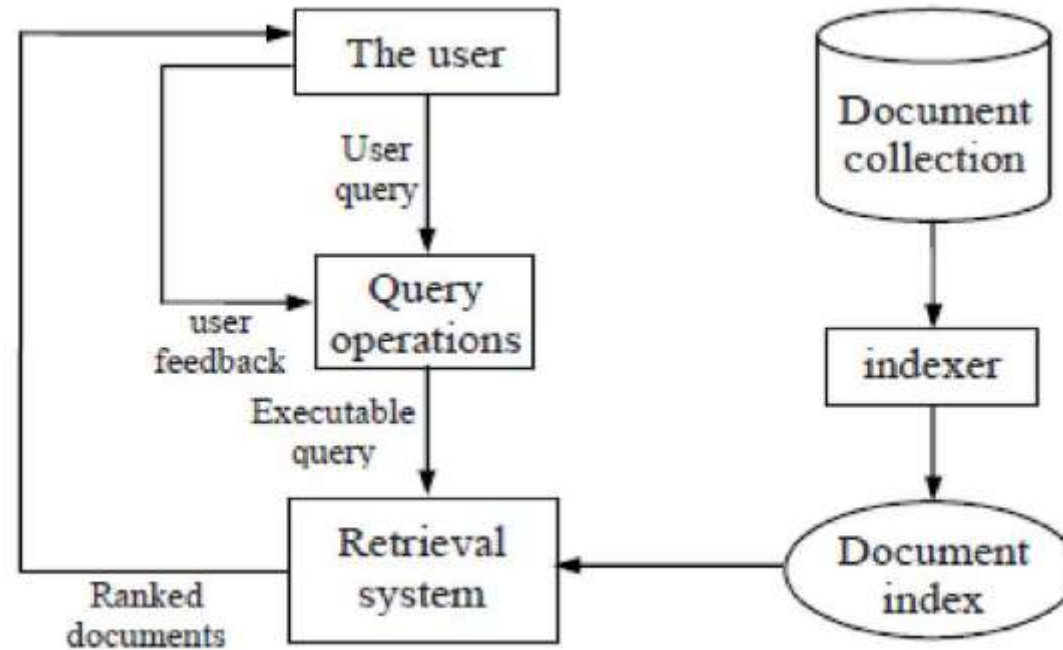 The user
Document
collection
User
query
Query
operations
user
feedback
indexer
Executable
query
Retrieval
system
Document
index
Ranked
documents